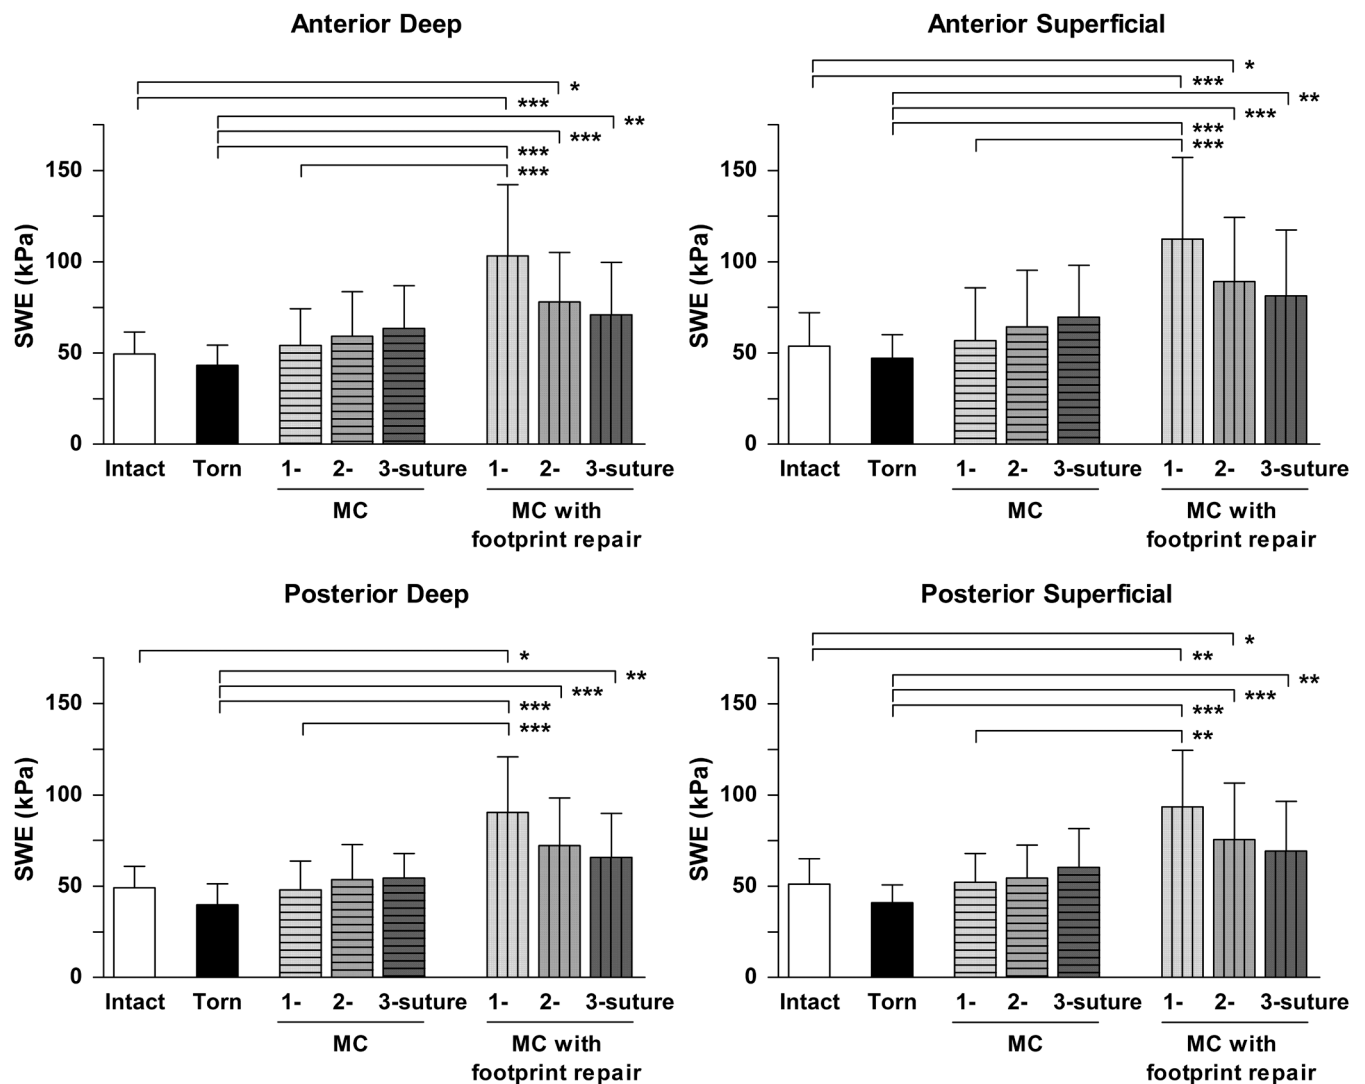 Anterior Deep
*
***
**
***
***
***
SWE (kPa)
150
100
50
0
Intact Torn 1- 2- 3-suture 1- 2- 3-suture
MC MC with
footprint repair
Anterior Superficial
*
***
**
***
***
***
SWE (kPa)
150
100
50
0
Intact Torn 1- 2- 3-suture 1- 2- 3-suture
MC MC with
footprint repair
Posterior Deep
*
**
***
***
***
SWE (kPa)
150
100
50
0
Intact Torn 1- 2- 3-suture 1- 2- 3-suture
MC MC with
footprint repair
Posterior Superficial
*
**
**
***
***
**
SWE (kPa)
150
100
50
0
Intact Torn 1- 2- 3-suture 1- 2- 3-suture
MC MC with
footprint repair